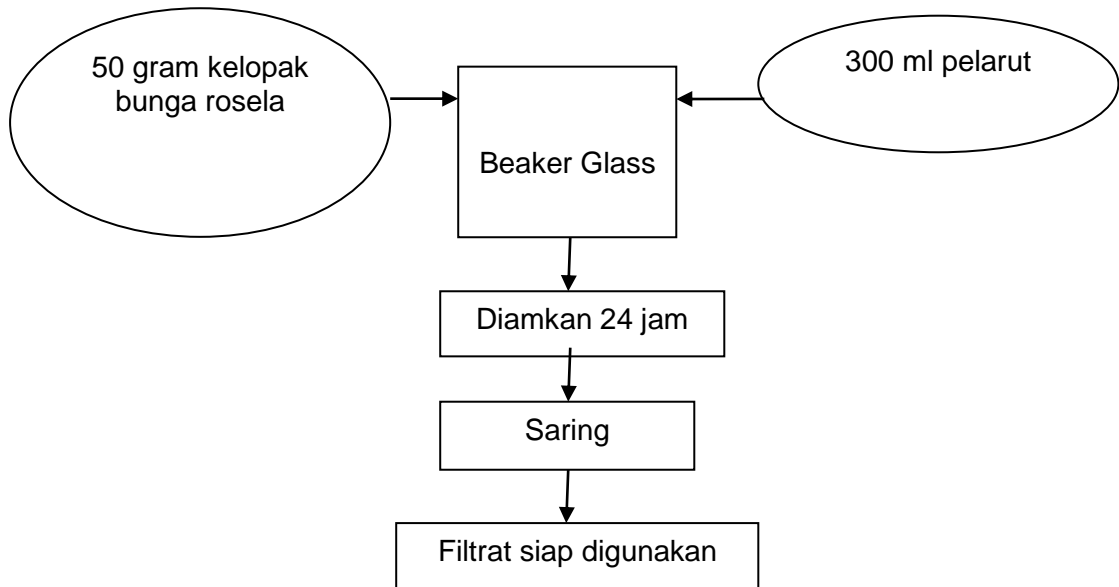 50 gram kelopak
bunga rosela
300 ml pelarut
Beaker Glass
Diamkan 24 jam
Saring
Filtrat siap digunakan